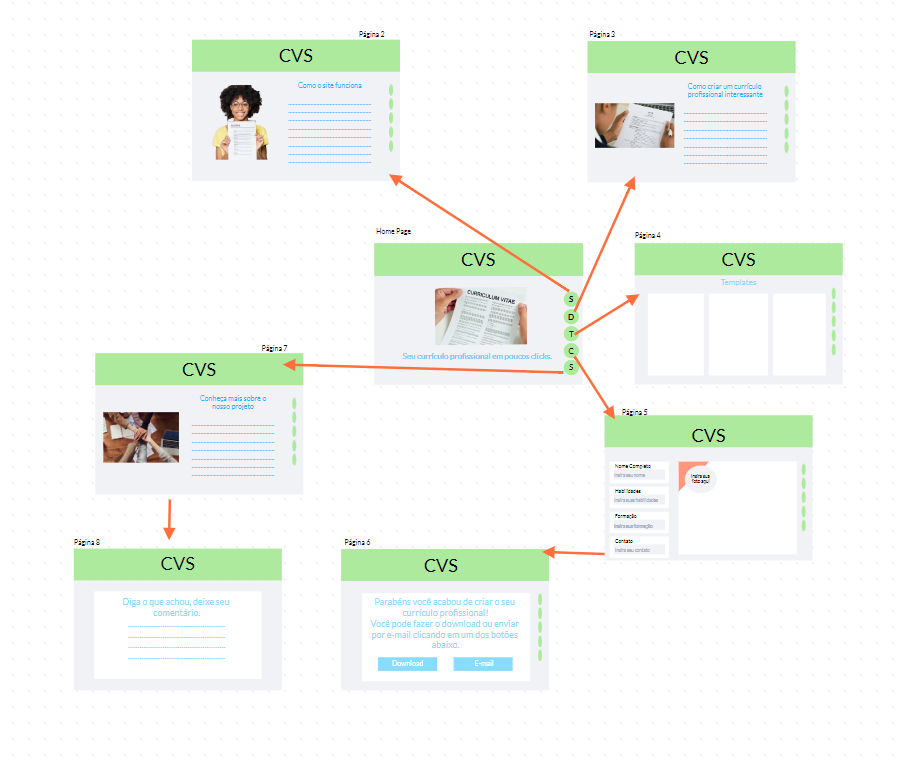 Página 2
CVS
Como o site funciona
Página 3
CVS
Como criar um currículo
profissional interessante
Home Page
CVS
CURRICULUM VITAE
Seu currículo profissional em poucos clicks.
S
D
T
C
S
Página 4
CVS
Templates
Página 7
CVS
Conheça mais sobre o
nosso projeto
Página 5
CVS
Nome Completo
Insira seu nome
Habilidades
Insira suas habilidades
Formação
Insira sua formação
Contato
Insira seu contato
Insira sua
foto aqui
Página 8
CVS
Diga o que achou, deixe seu
comentário.
Página 6
CVS
Parabéns você acabou de criar o seu
currículo profissional!
Você pode fazer o download ou enviar
por e-mail clicando em um dos botões
abaixo.
Download
E-mail